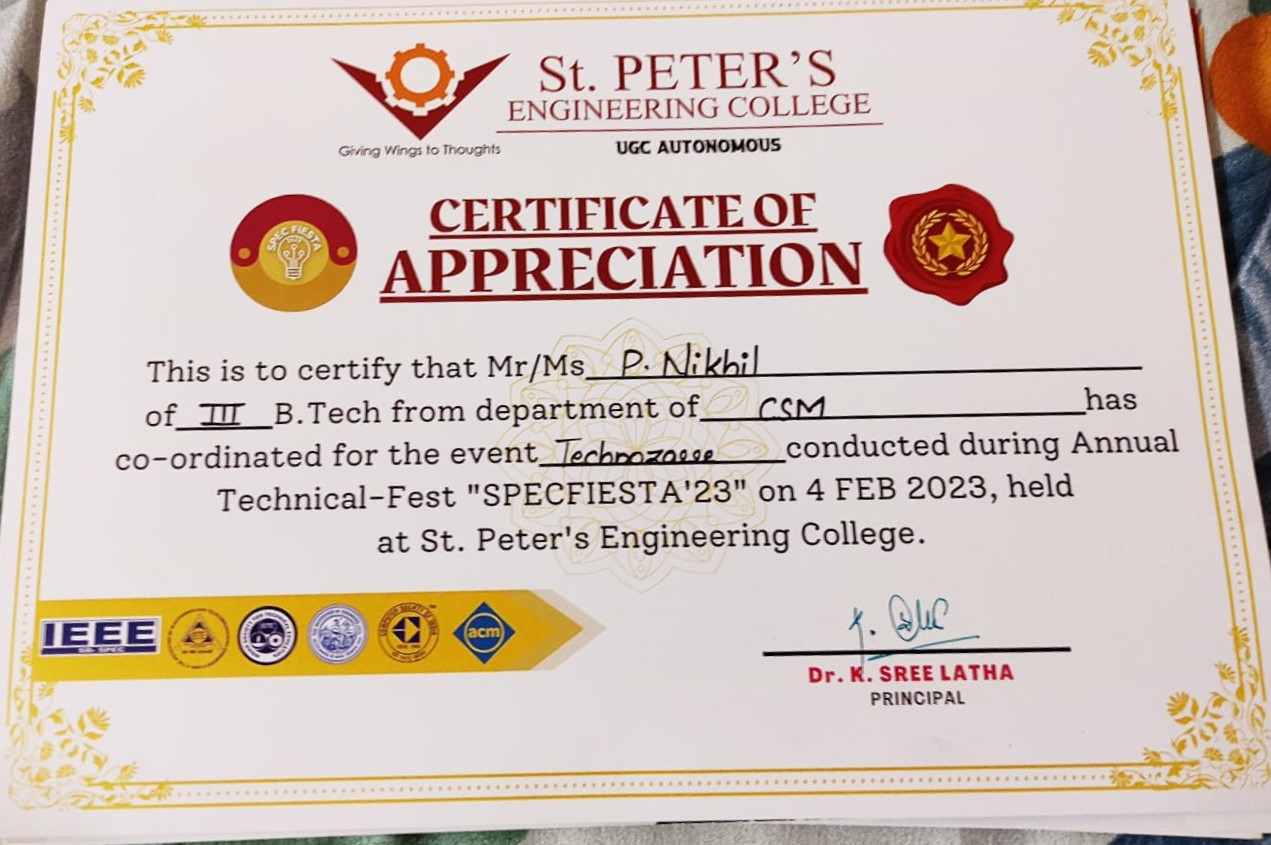 St. PETER'S
ENGINEERING COLLEGE
Giving Wings to Thoughts
UGC AUTONOMOUS
SPEC FIESTA
CERTIFICATE OF
APPRECIATION
This is to certify that Mr/Ms P. Nikhil
of III B.Tech from department of CSM has
co-ordinated for the event conducted during Annual
Technical-Fest "SPECFIESTA'23" on 4 FEB 2023, held
at St. Peter's Engineering College.
IEEE
SB- SPEC
acm
Dr. K. SREE LATHA
PRINCIPAL